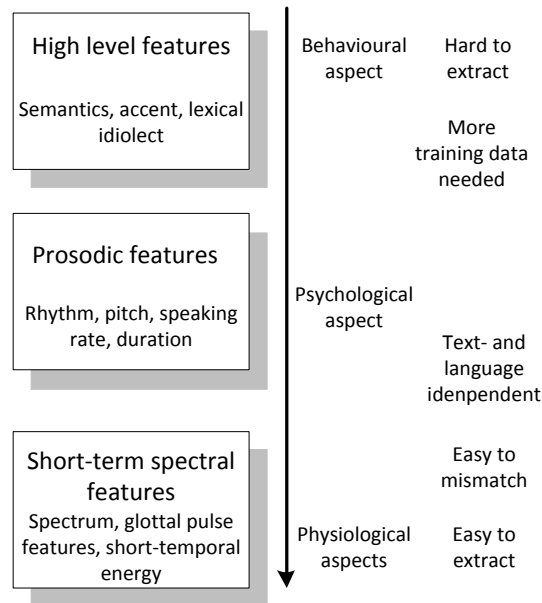 High level features
Semantics, accent, lexical
idiolect
Behavioural
aspect
Hard to
extract
More
training data
needed
Prosodic features
Rhythm, pitch, speaking
rate, duration
Psychological
aspect
Text- and
language
idenpendent
Short-term spectral
features
Spectrum, glottal pulse
features, short-temporal
energy
Easy to
mismatch
Physiological
aspects
Easy to
extract